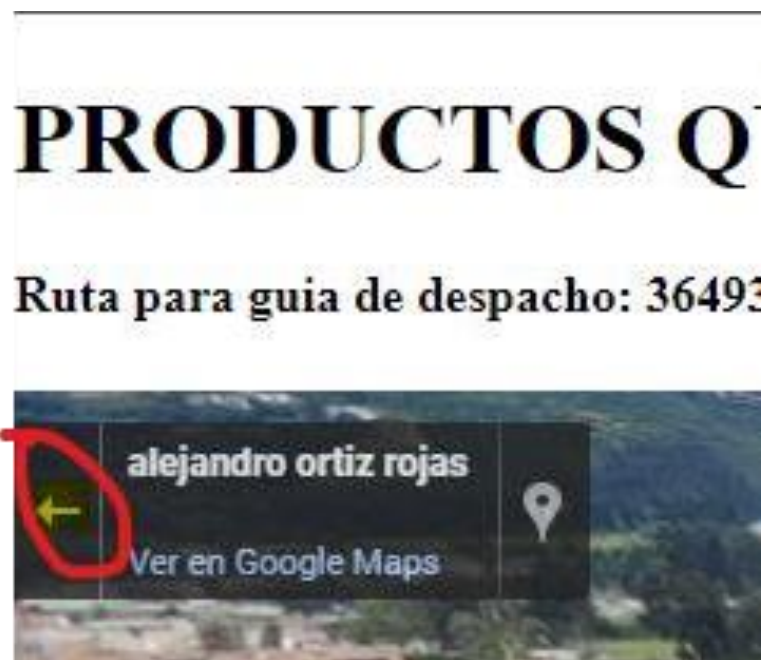 PRODUCTOS
Ruta para guia de despacho: 36493
alejandro ortiz rojas
Ver en Google Maps